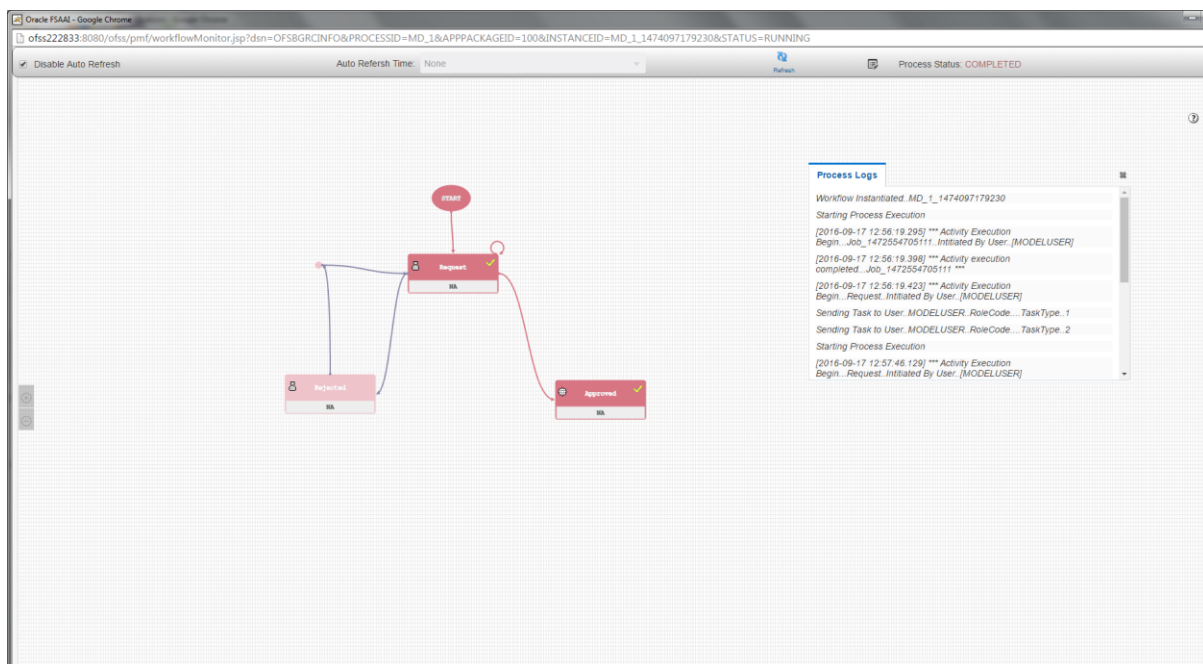 Oracle FSAAI - Google Chrome
ofss222833:8080/ofss/pmf/workflowMonitor.jsp?dsn=OFSBGRCINFO&PROCESSID=MD_1&APPPACKAGEID=100&INSTANCEID=MD_1_1474097179230&STATUS=RUNNING
Disable Auto Refresh Auto Refersh Time: None Refresh Process Status: COMPLETED
Process Logs
Workflow Instantiated..MD_1_1474097179230
Starting Process Execution
[2016-09-17 12:56:19.295] *** Activity Execution
Begin...Job_1472554705111..Intitiated By User..[MODELUSER]
[2016-09-17 12:56:19.398] *** Activity execution
completed...Job_1472554705111 ***
[2016-09-17 12:56:19.423] *** Activity Execution
Begin...Request..Intitiated By User..[MODELUSER]
Sending Task to User..MODELUSER..RoleCode....TaskType..1
Sending Task to User..MODELUSER..RoleCode....TaskType..2
Starting Process Execution
[2016-09-17 12:57:46.129] *** Activity Execution
Begin...Request..Intitiated By User..[MODELUSER]
START
Request
NA
Rejected
NA
Approved
NA